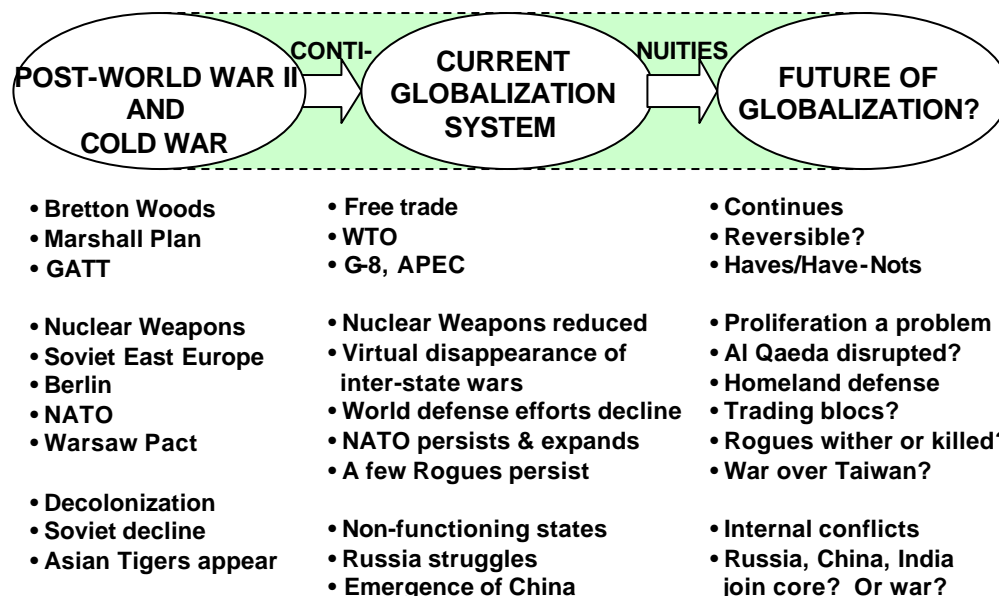 CONTI-
NUITIES
POST-WORLD WAR II
AND
COLD WAR
CURRENT
GLOBALIZATION
SYSTEM
FUTURE OF
GLOBALIZATION?
• Bretton Woods
• Marshall Plan
• GATT
• Nuclear Weapons
• Soviet East Europe
• Berlin
• NATO
• Warsaw Pact
• Decolonization
• Soviet decline
• Asian Tigers appear
• Free trade
• WTO
• G-8, APEC
• Nuclear Weapons reduced
• Virtual disappearance of
inter-state wars
• World defense efforts decline
• NATO persists & expands
• A few Rogues persist
• Non-functioning states
• Russia struggles
• Emergence of China
• Continues
• Reversible?
• Haves/Have-Nots
• Proliferation a problem
• Al Qaeda disrupted?
• Homeland defense
• Trading blocs?
• Rogues wither or killed?
• War over Taiwan?
• Internal conflicts
• Russia, China, India
join core? Or war?